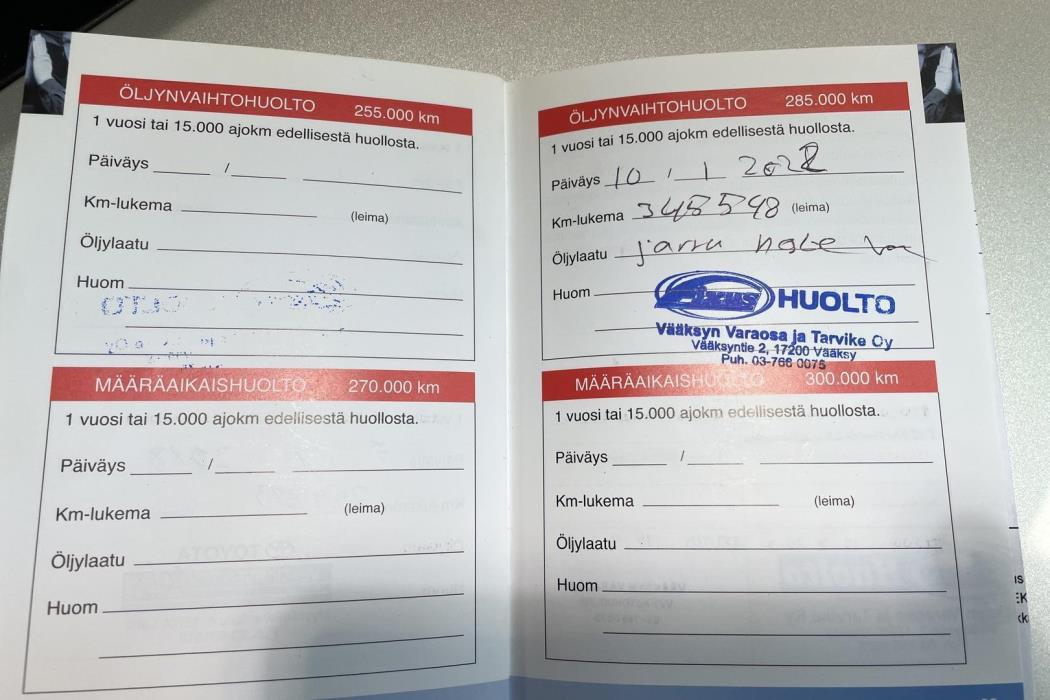 ÖLJYNVAIHTOHUOLTO 255.000 km
1 vuosi tai 15.000 ajokm edellisestä huollosta.
Päiväys /
Km-lukema (leima)
Öljylaatu
Huom
MÄÄRÄAIKAISHUOLTO 270.000 km
1 vuosi tai 15.000 ajokm edellisestä huollosta.
Päiväys /
Km-lukema (leima)
Öljylaatu
Huom
ÖLJYNVAIHTOHUOLTO 285.000 km
1 vuosi tai 15.000 ajokm edellisestä huollosta.
Päiväys 10 / 1 2022
Km-lukema 348598 (leima)
Öljylaatu jarru
Huom
Fixus HUOLTO
Vääksyn Varaosa ja Tarvike Oy
Vääksyntie 2, 17200 Vääksy
Puh. 03-766 0075
MÄÄRÄAIKAISHUOLTO 300.000 km
1 vuosi tai 15.000 ajokm edellisestä huollosta.
Päiväys /
Km-lukema (leima)
Öljylaatu
Huom